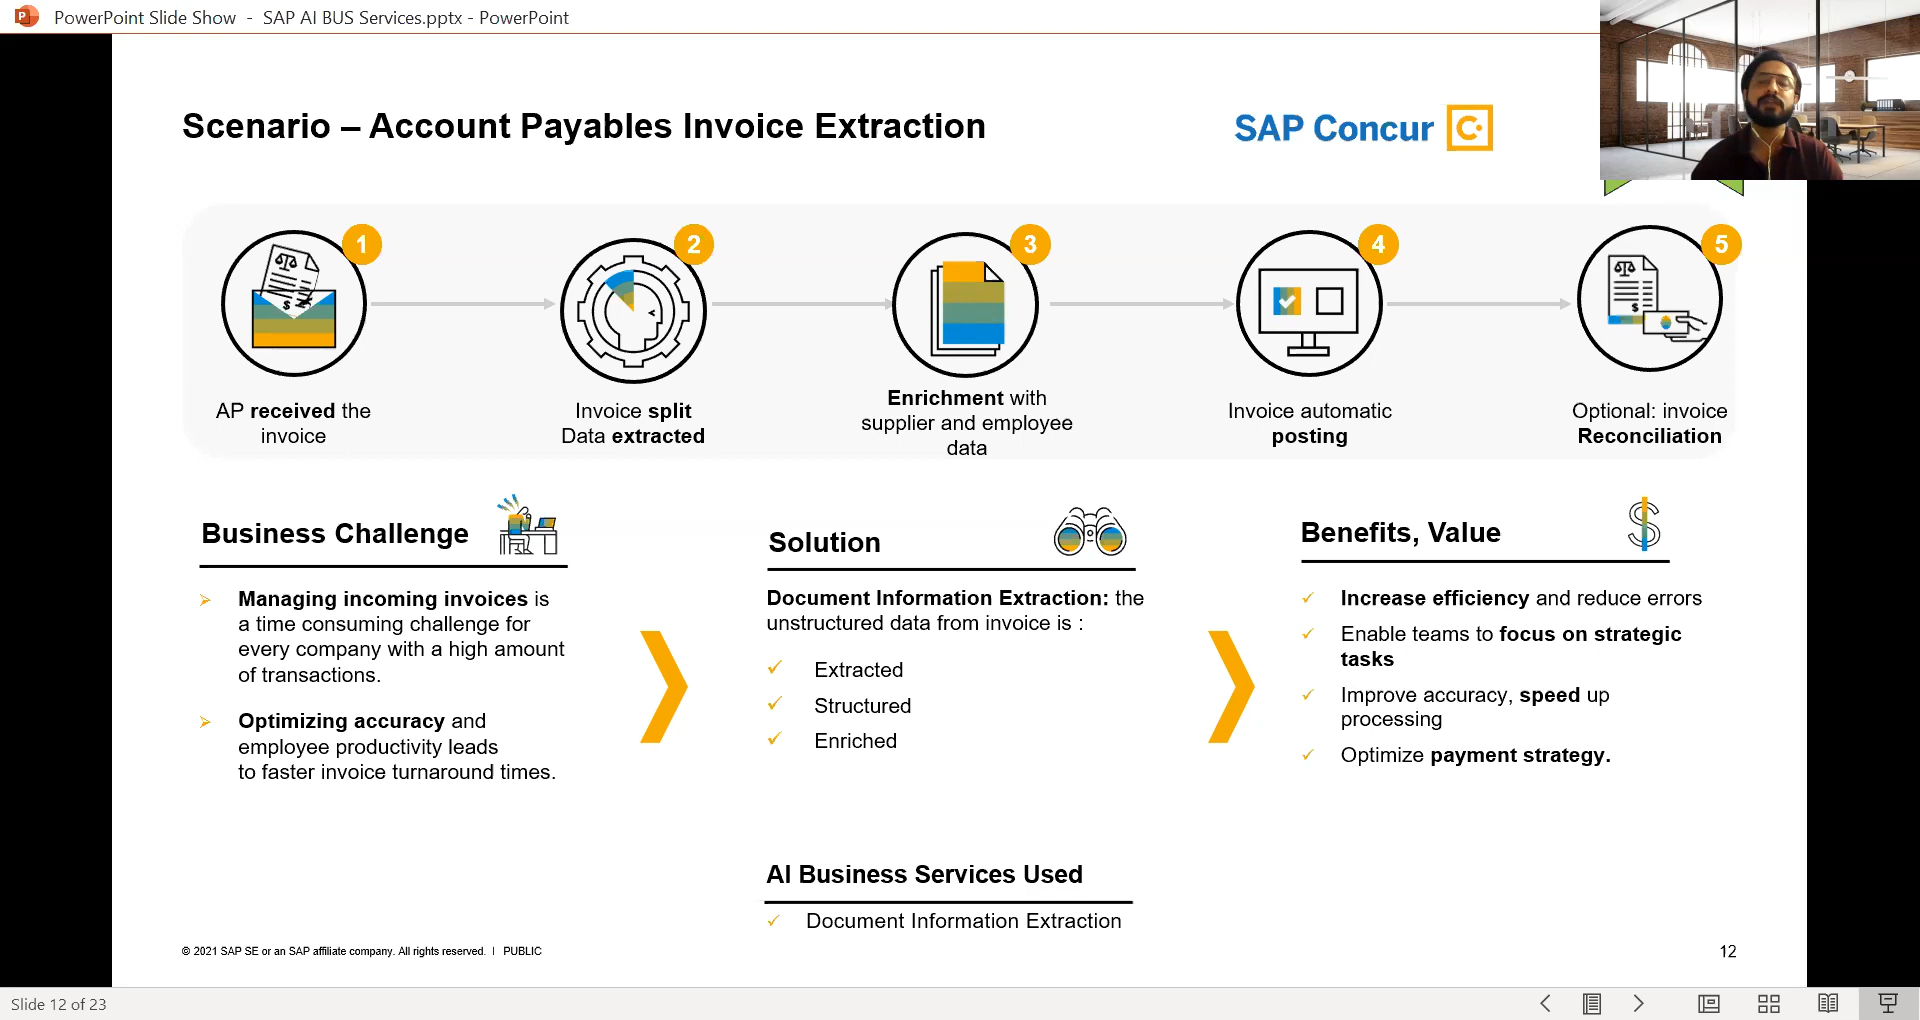 PowerPoint Slide Show - SAP AI BUS Services.pptx - PowerPoint
Scenario – Account Payables Invoice Extraction
SAP Concur C
1
2
3
4
5
AP received the
invoice
Invoice split
Data extracted
Enrichment with
supplier and employee
data
Invoice automatic
posting
Optional: invoice
Reconciliation
Business Challenge
➢ Managing incoming invoices is
a time consuming challenge for
every company with a high amount
of transactions.
➢ Optimizing accuracy and
employee productivity leads
to faster invoice turnaround times.
Solution
Document Information Extraction: the
unstructured data from invoice is :
✓ Extracted
✓ Structured
✓ Enriched
Benefits, Value
✓ Increase efficiency and reduce errors
✓ Enable teams to focus on strategic
tasks
✓ Improve accuracy, speed up
processing
✓ Optimize payment strategy.
AI Business Services Used
✓ Document Information Extraction
© 2021 SAP SE or an SAP affiliate company. All rights reserved. | PUBLIC
12
Slide 12 of 23